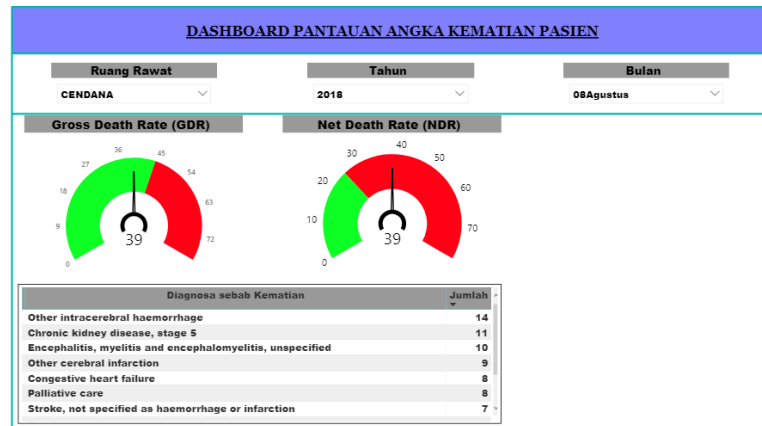 DASHBOARD PANTAUAN ANGKA KEMATIAN PASIEN
Ruang Rawat
Tahun
Bulan
CENDANA
2018
08Agustus
Gross Death Rate (GDR)
Net Death Rate (NDR)
0
9
18
27
36
45
54
63
72
39
0
10
20
30
40
50
60
70
39
Diagnosa sebab Kematian Jumlah
Other intracerebral haemorrhage 14
Chronic kidney disease, stage 5 11
Encephalitis, myelitis and encephalomyelitis, unspecified 10
Other cerebral infarction 9
Congestive heart failure 8
Palliative care 8
Stroke, not specified as haemorrhage or infarction 7